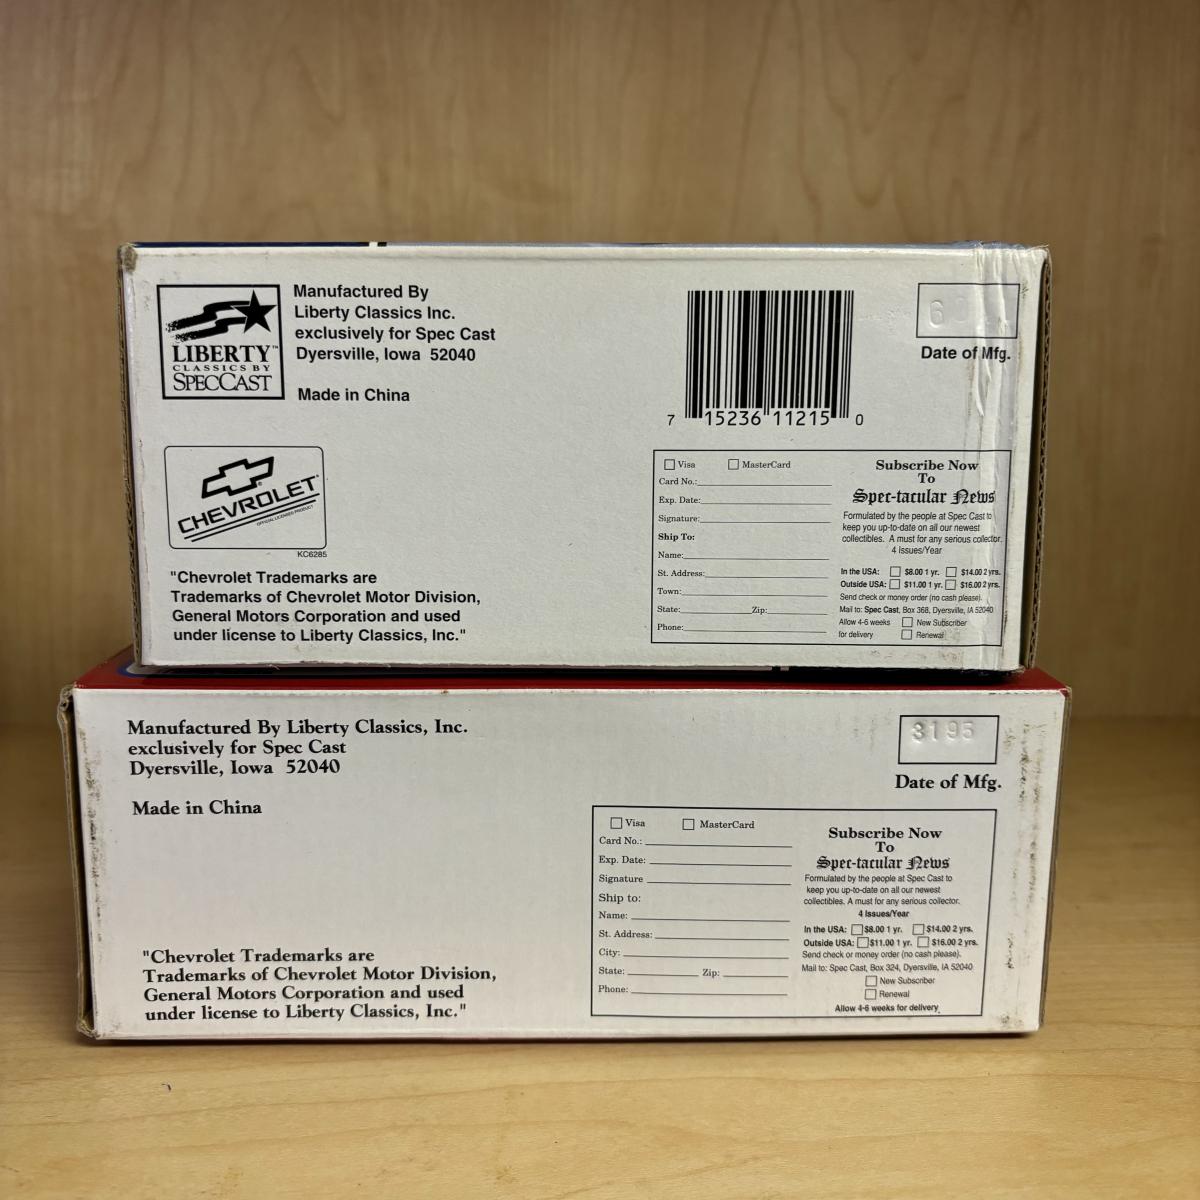 LIBERTY™
CLASSICS BY
SPECCAST
Manufactured By
Liberty Classics Inc.
exclusively for Spec Cast
Dyersville, Iowa 52040
Made in China
7 15236 11215 0
Date of Mfg.
CHEVROLET
OFFICIAL LICENSED PRODUCT
KC6285
"Chevrolet Trademarks are
Trademarks of Chevrolet Motor Division,
General Motors Corporation and used
under license to Liberty Classics, Inc."
Visa MasterCard
Card No.:
Exp. Date:
Signature:
Ship To:
Name:
St. Address:
Town:
State: Zip:
Phone:
Subscribe Now
To
Spec-tacular News
Formulated by the people at Spec Cast to
keep you up-to-date on all our newest
collectibles. A must for any serious collector.
4 Issues/Year
In the USA: $8.00 1 yr. $14.00 2 yrs.
Outside USA: $11.00 1 yr. $16.00 2 yrs.
Send check or money order (no cash please).
Mail to: Spec Cast, Box 368, Dyersville, IA 52040
Allow 4-6 weeks New Subscriber
for delivery Renewal
Manufactured By Liberty Classics, Inc.
exclusively for Spec Cast
Dyersville, Iowa 52040
Made in China
3195
Date of Mfg.
"Chevrolet Trademarks are
Trademarks of Chevrolet Motor Division,
General Motors Corporation and used
under license to Liberty Classics, Inc."
Visa MasterCard
Card No.:
Exp. Date:
Signature
Ship to:
Name:
St. Address:
City:
State: Zip:
Phone:
Subscribe Now
To
Spec-tacular News
Formulated by the people at Spec Cast to
keep you up-to-date on all our newest
collectibles. A must for any serious collector.
4 Issues/Year
In the USA: $8.00 1 yr. $14.00 2 yrs.
Outside USA: $11.00 1 yr. $16.00 2 yrs.
Send check or money order (no cash please).
Mail to: Spec Cast, Box 324, Dyersville, IA 52040
New Subscriber
Renewal
Allow 4-6 weeks for delivery